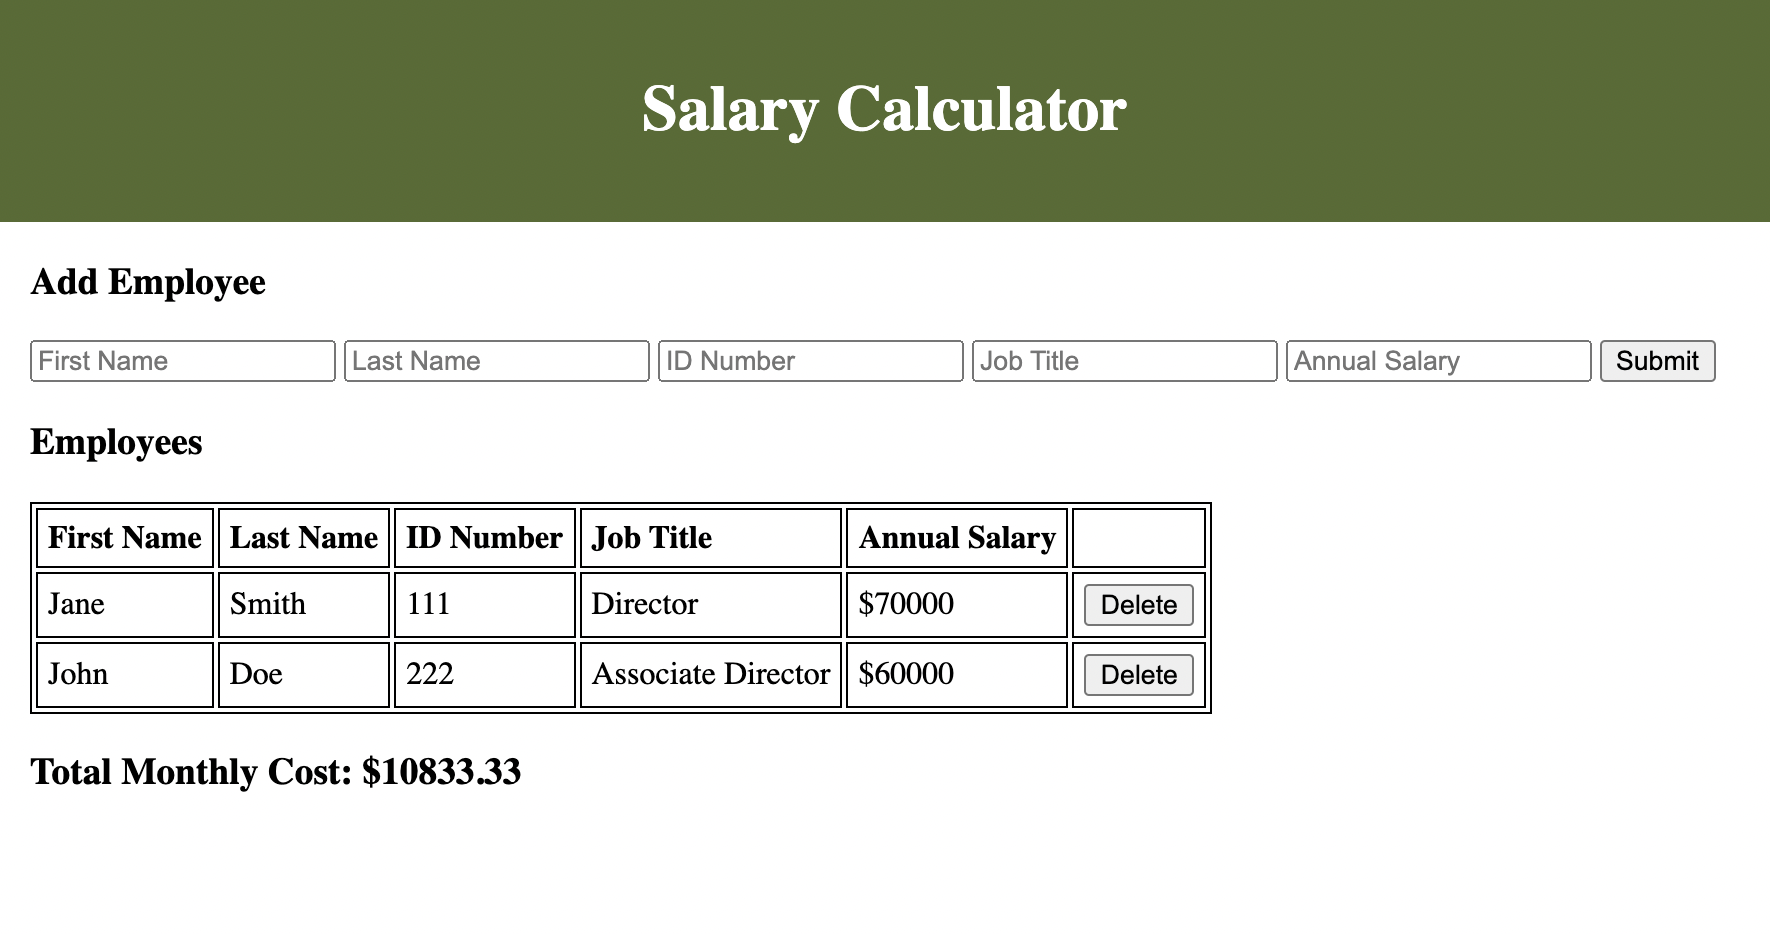 Salary Calculator
Add Employee
First Name Last Name ID Number Job Title Annual Salary Submit
Employees
First Name Last Name ID Number Job Title Annual Salary
Jane Smith 111 Director $70000 Delete
John Doe 222 Associate Director $60000 Delete
Total Monthly Cost: $10833.33